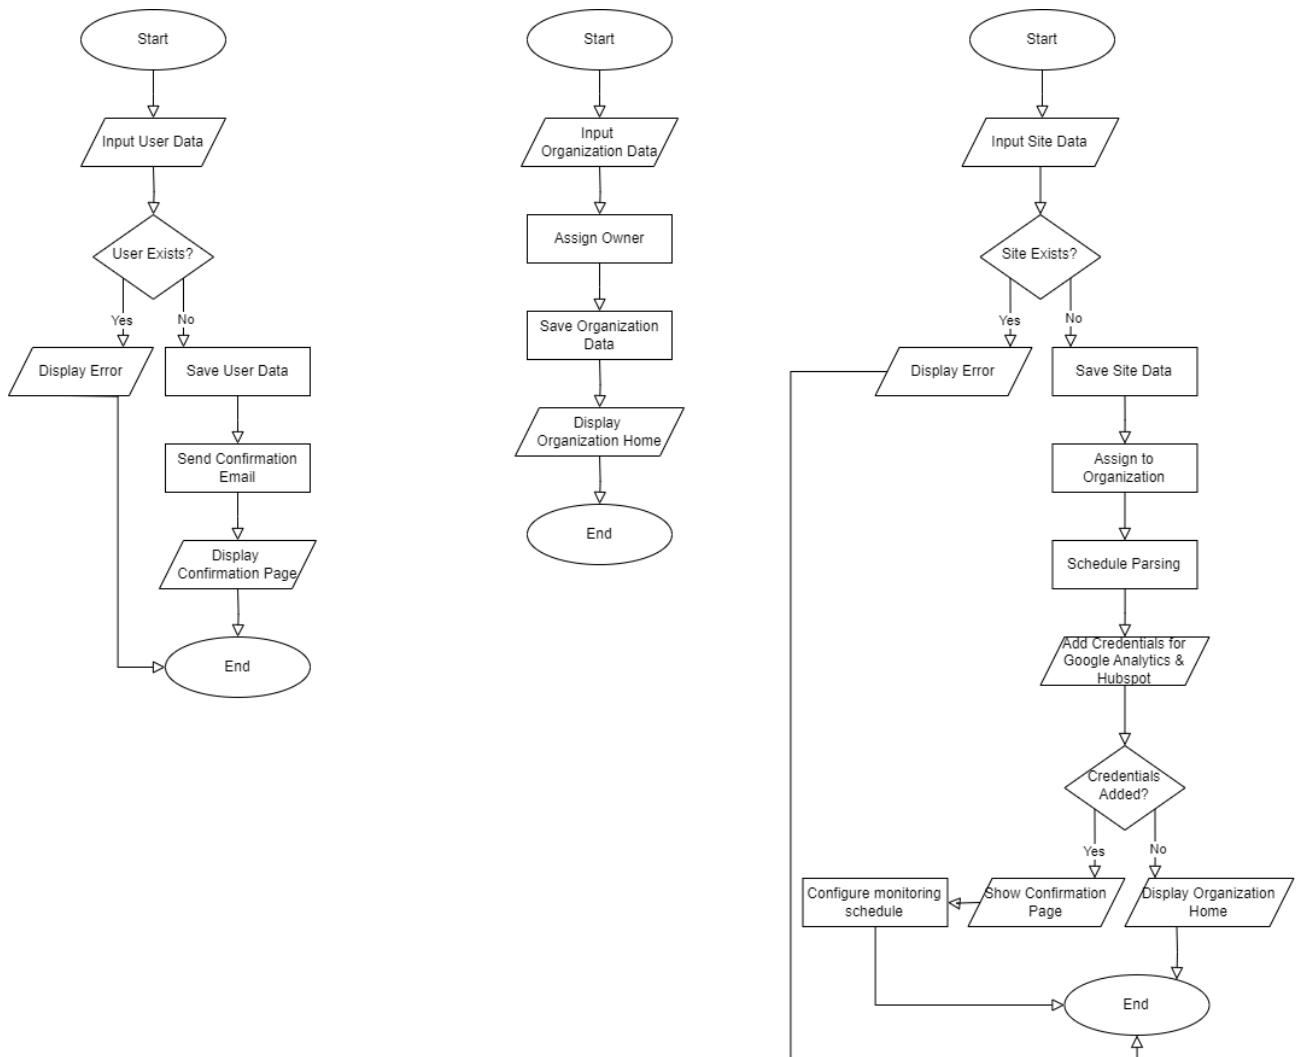 Start
Input User Data
User Exists?
Yes
No
Display Error
Save User Data
Send Confirmation
Email
Display
Confirmation Page
End
Start
Input
Organization Data
Assign Owner
Save Organization
Data
Display
Organization Home
End
Start
Input Site Data
Site Exists?
Yes
No
Display Error
Save Site Data
Assign to
Organization
Schedule Parsing
Add Credentials for
Google Analytics &
Hubspot
Credentials
Added?
Yes
No
Configure monitoring
schedule
Show Confirmation
Page
Display Organization
Home
End